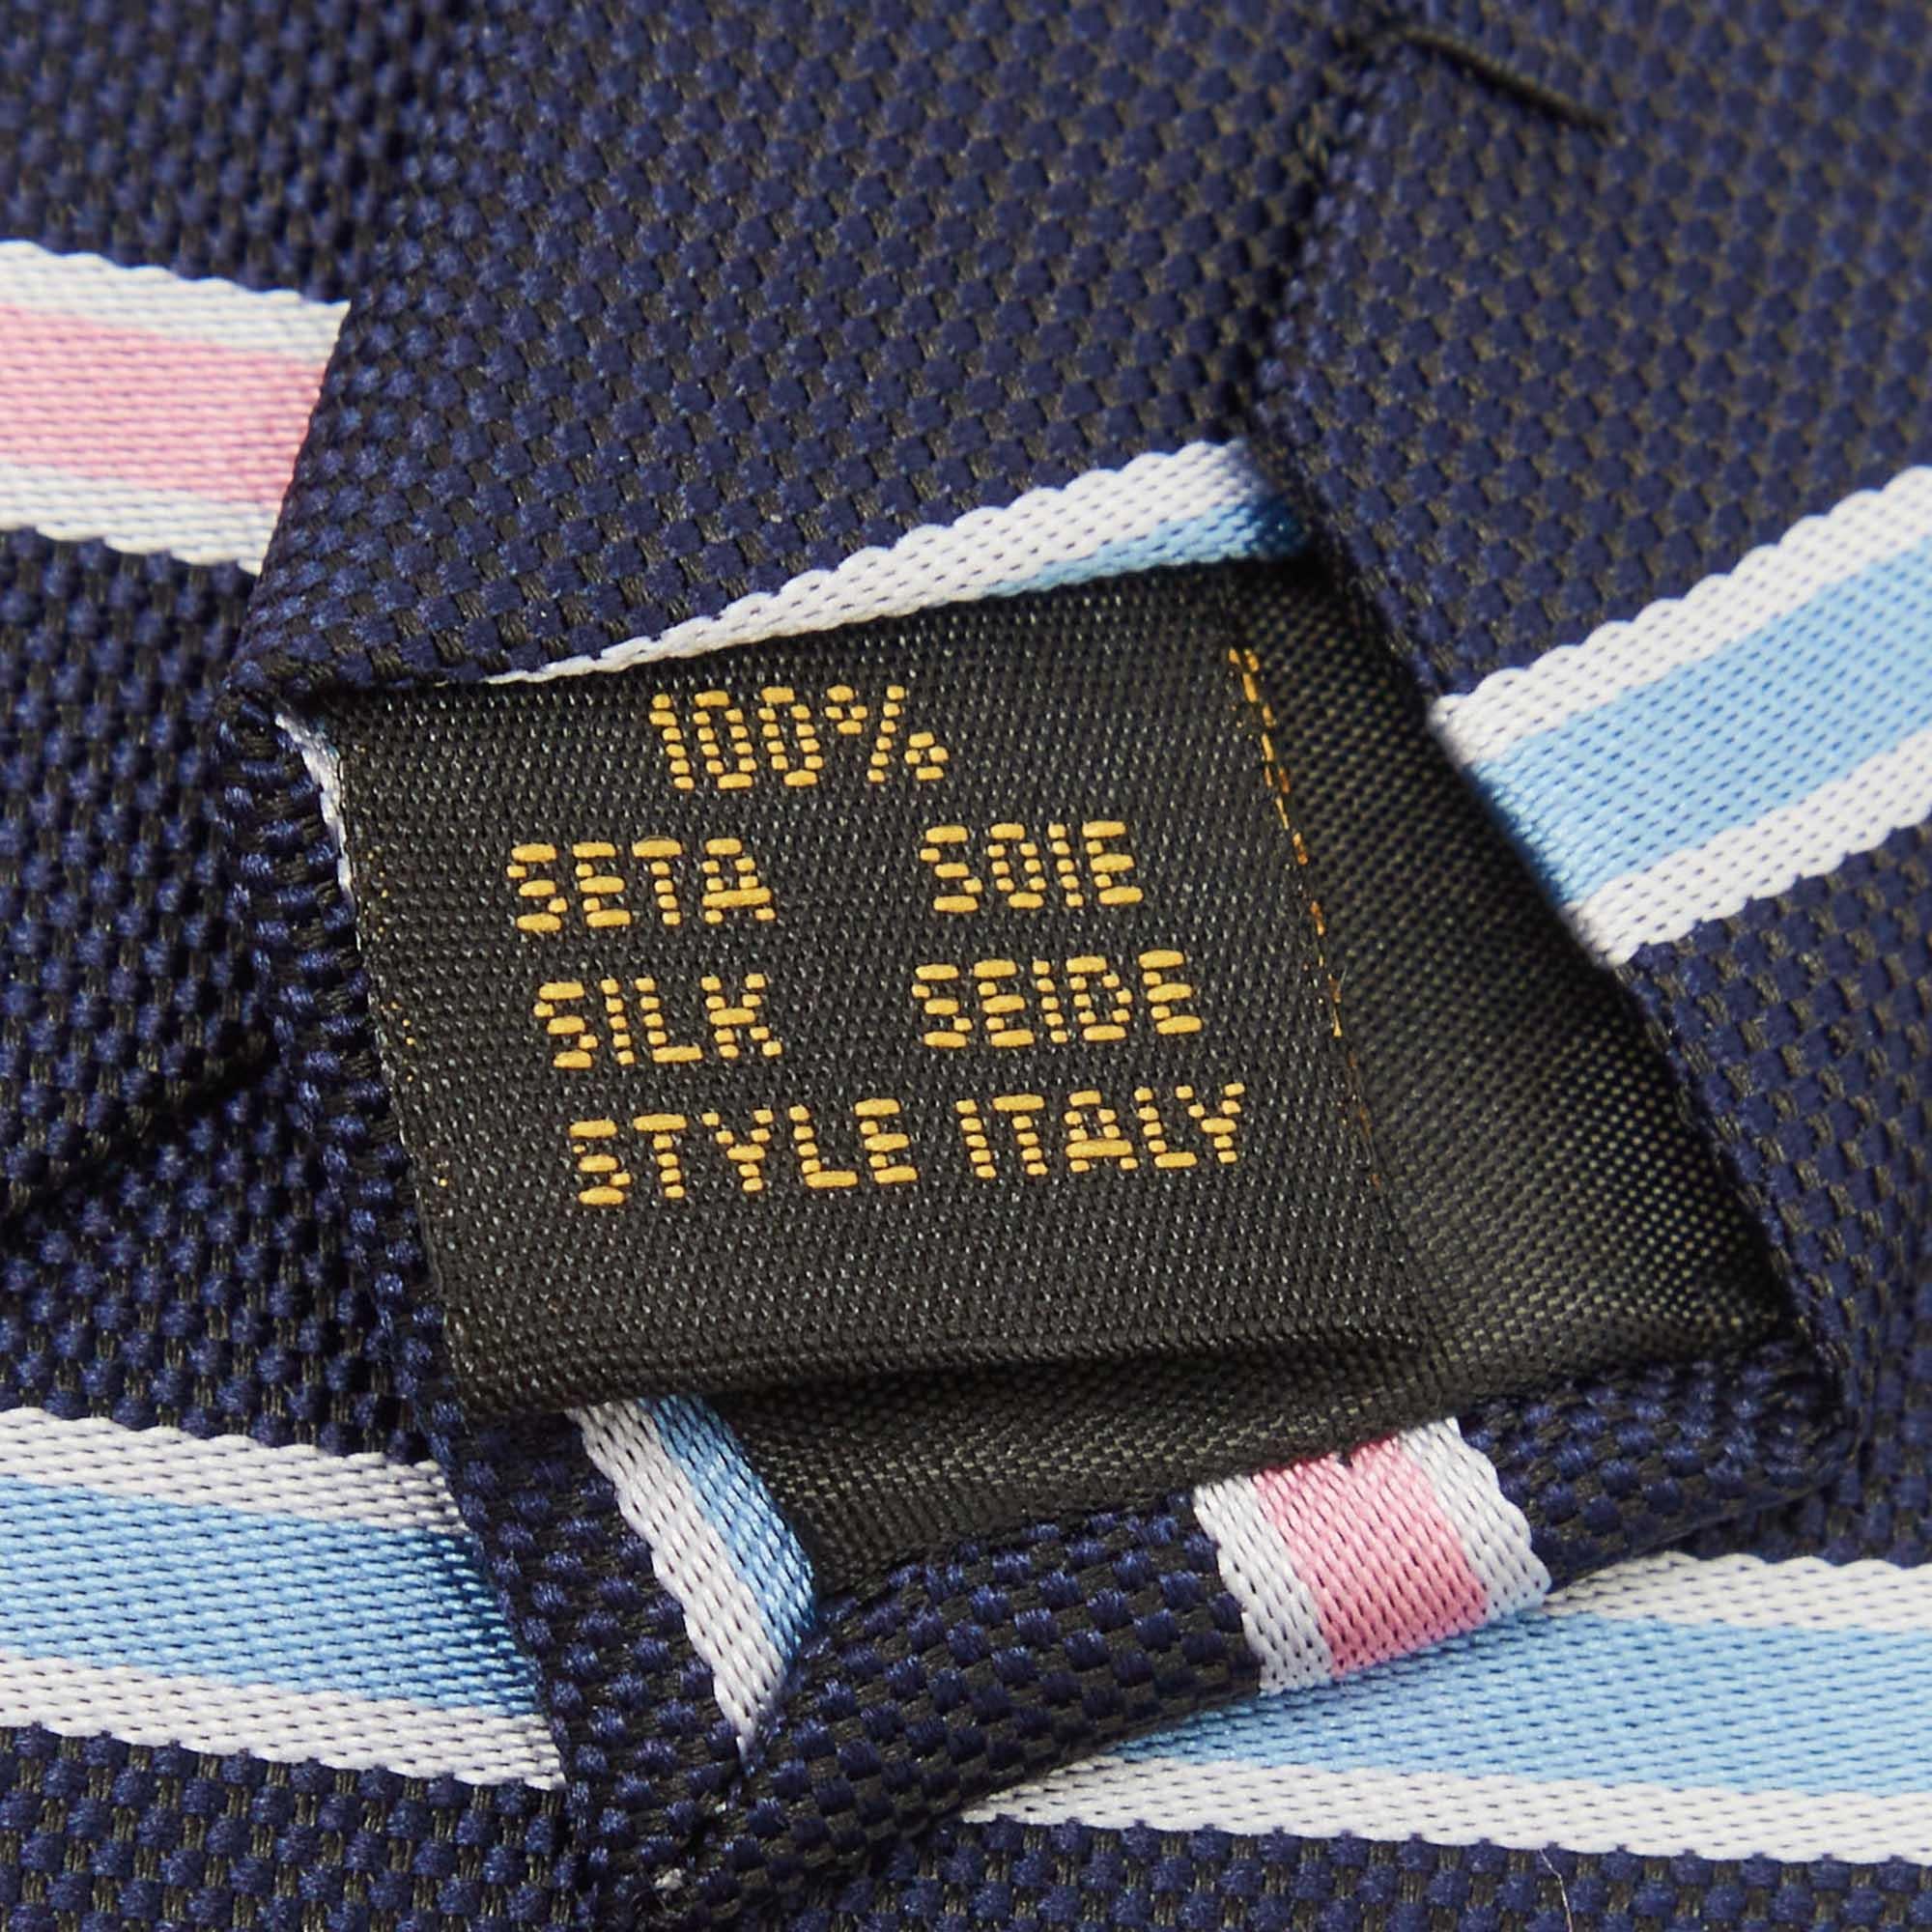 100%
SETA SOIE
SILK SEIDE
STYLE ITALY